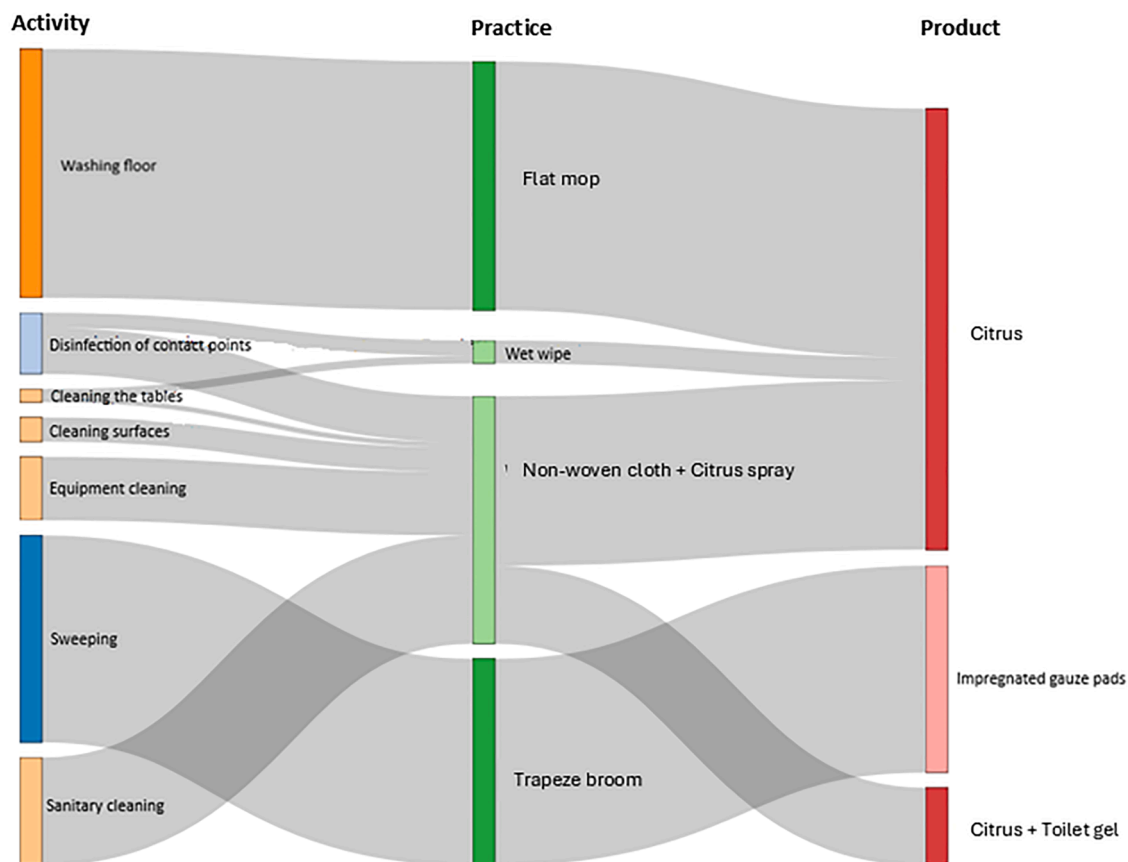 Activity
Practice
Product
Washing floor
Flat mop
Citrus
Disinfection of contact points
Wet wipe
Cleaning the tables
Cleaning surfaces
Equipment cleaning
Non-woven cloth + Citrus spray
Sweeping
Impregnated gauze pads
Trapeze broom
Sanitary cleaning
Citrus + Toilet gel